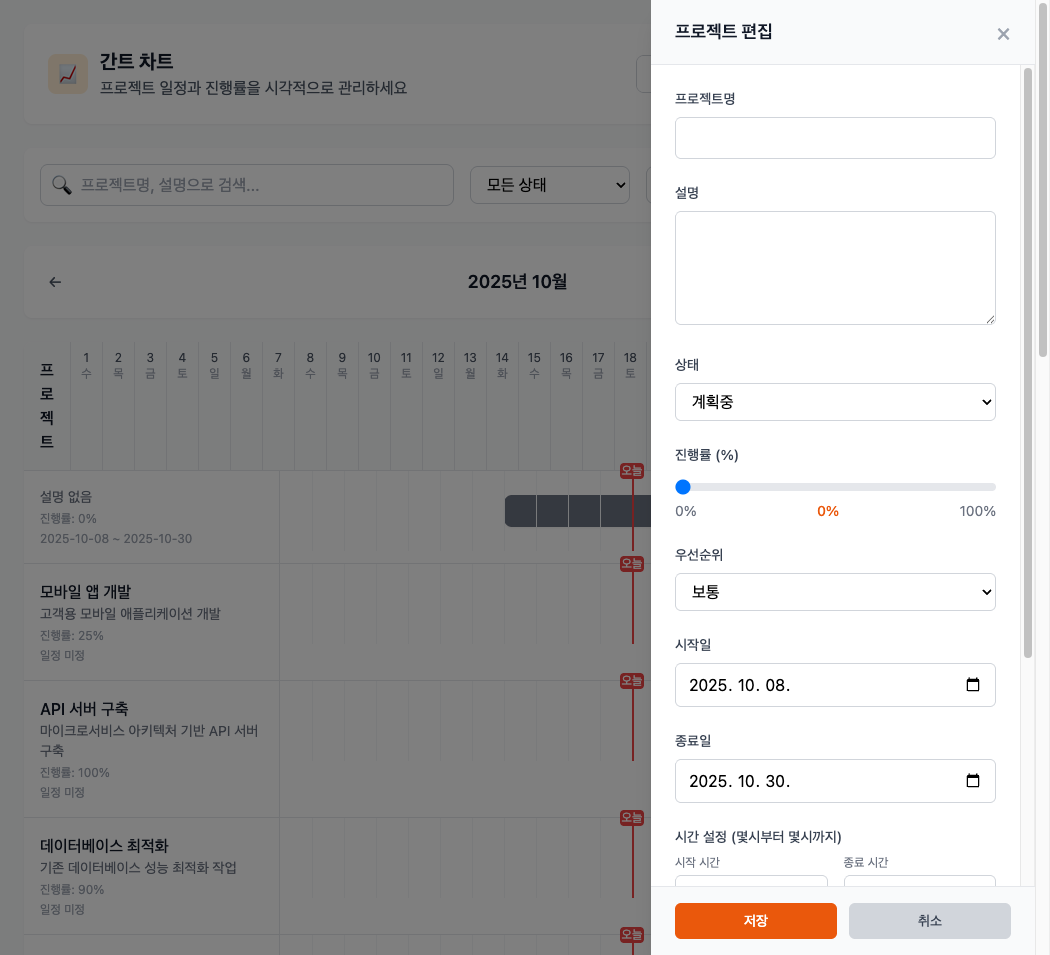 간트 차트
프로젝트 일정과 진행률을 시각적으로 관리하세요
프로젝트명, 설명으로 검색...
모든 상태
←
2025년 10월
프로젝트
1 2 3 4 5 6 7 8 9 10 11 12 13 14 15 16 17 18
수 목 금 토 일 월 화 수 목 금 토 일 월 화 수 목 금 토
오늘
설명 없음
진행률: 0%
2025-10-08 ~ 2025-10-30
오늘
모바일 앱 개발
고객용 모바일 애플리케이션 개발
진행률: 25%
일정 미정
오늘
API 서버 구축
마이크로서비스 아키텍처 기반 API 서버
구축
진행률: 100%
일정 미정
오늘
데이터베이스 최적화
기존 데이터베이스 성능 최적화 작업
진행률: 90%
일정 미정
오늘
프로젝트 편집
×
프로젝트명
설명
상태
계획중
진행률 (%)
0% 0% 100%
우선순위
보통
시작일
2025. 10. 08.
종료일
2025. 10. 30.
시간 설정 (몇시부터 몇시까지)
시작 시간 종료 시간
저장 취소